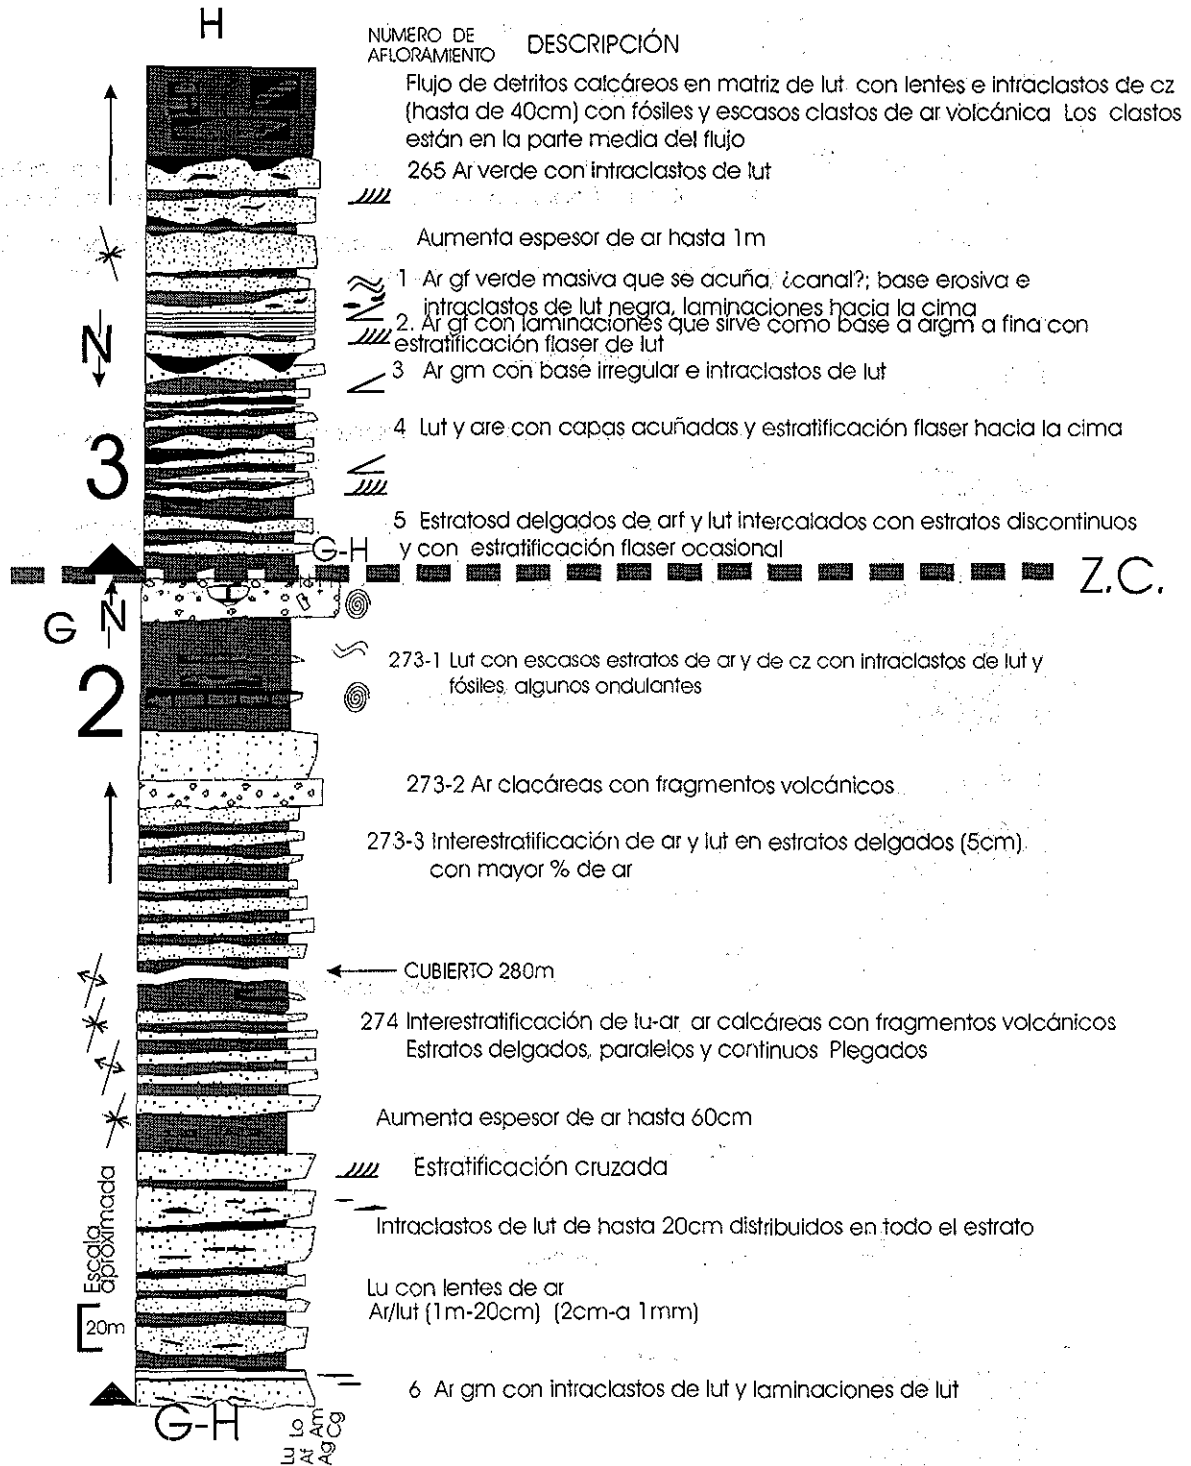 H
NÚMERO DE
AFLORAMIENTO
DESCRIPCIÓN
Flujo de detritos calcáreos en matriz de lut con lentes e intraclastos de cz
(hasta de 40cm) con fósiles y escasos clastos de ar volcánica Los clastos
están en la parte media del flujo
265 Ar verde con intraclastos de lut
Aumenta espesor de ar hasta 1m
1 Ar gf verde masiva que se acuña, ¿canal?; base erosiva e
intraclastos de lut negra, laminaciones hacia la cima
2. Ar gf con laminaciones que sirve como base a argm a fina con
estratificación flaser de lut
N
3 Ar gm con base irregular e intraclastos de lut
4 Lut y are con capas acuñadas y estratificación flaser hacia la cima
3
5 Estratosd delgados de arf y lut intercalados con estratos discontinuos
y con estratificación flaser ocasional
G-H
Z.C.
G
N
2
273-1 Lut con escasos estratos de ar y de cz con intraclastos de lut y
fósiles, algunos ondulantes
273-2 Ar clacáreas con fragmentos volcánicos
273-3 Interestratificación de ar y lut en estratos delgados (5cm)
con mayor % de ar
CUBIERTO 280m
274 Interestratificación de lu-ar ar calcáreas con fragmentos volcánicos
Estratos delgados, paralelos y continuos Plegados
Aumenta espesor de ar hasta 60cm
Estratificación cruzada
Intraclastos de lut de hasta 20cm distribuidos en todo el estrato
Escala
aproximada
20m
Lu con lentes de ar
Ar/lut (1m-20cm) (2cm-a 1mm)
6 Ar gm con intraclastos de lut y laminaciones de lut
G-H
Lu
Lo
Af
Am
Ag
Cg